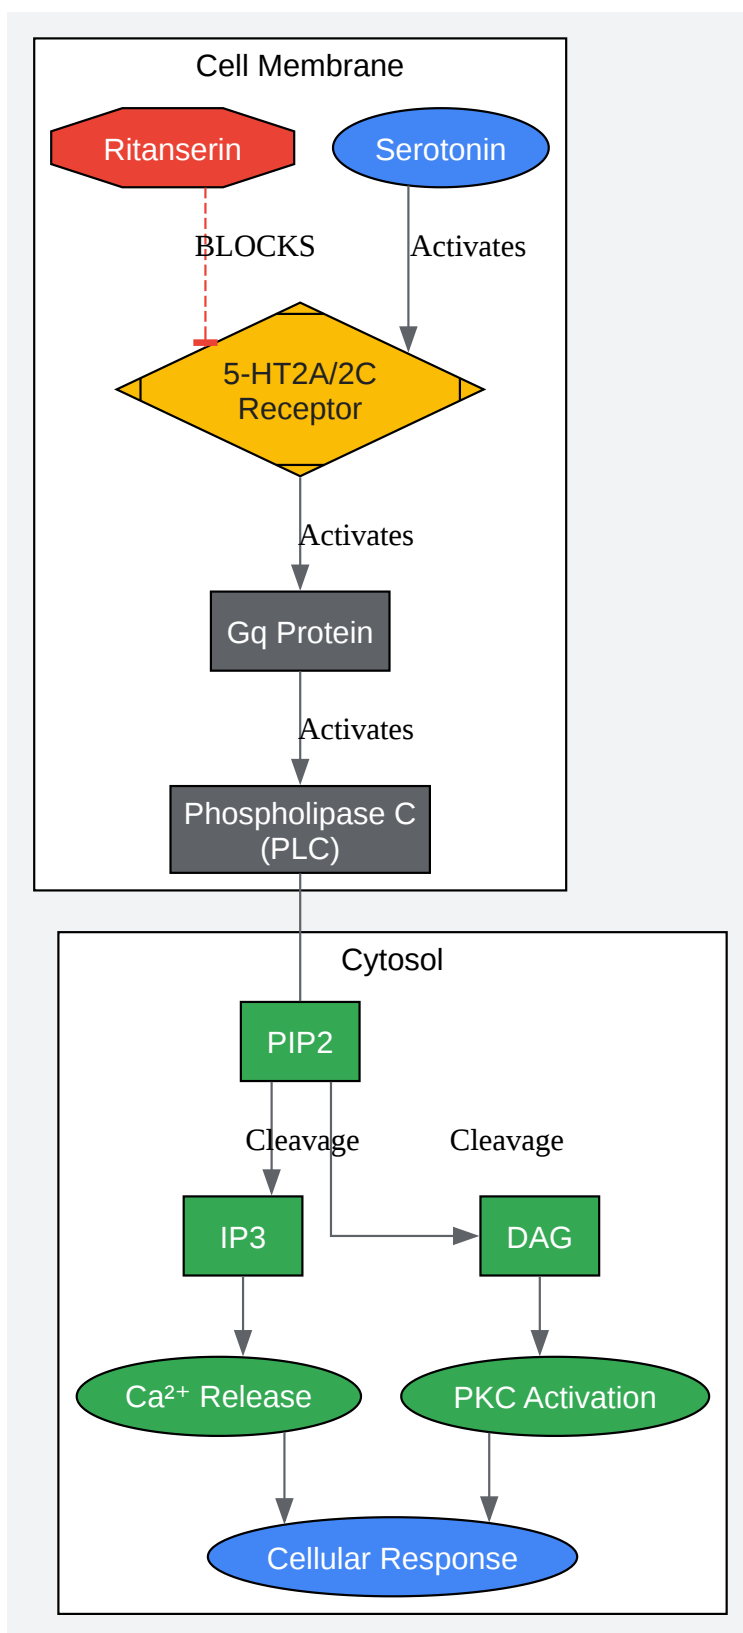 Cell Membrane
Ritanserin
Serotonin
BLOCKS
Activates
5-HT2A/2C
Receptor
Activates
Gq Protein
Activates
Phospholipase C
(PLC)
Cytosol
PIP2
Cleavage
Cleavage
IP3
DAG
Ca²⁺ Release
PKC Activation
Cellular Response